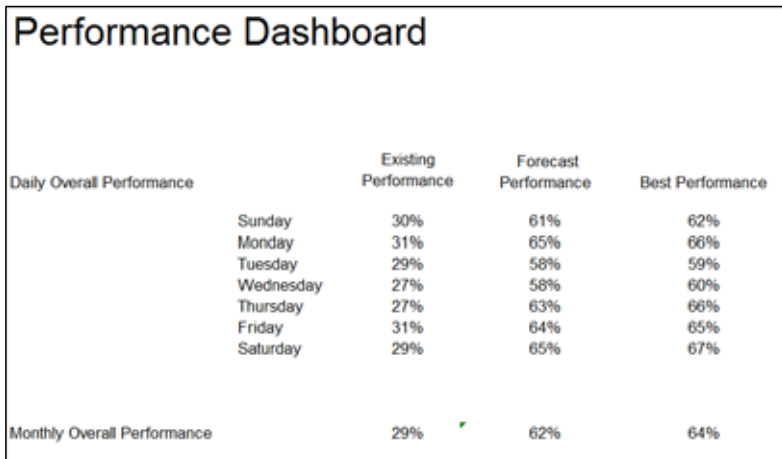 Performance Dashboard
Existing Forecast
Daily Overall Performance Performance Performance Best Performance
Sunday 30% 61% 62%
Monday 31% 65% 66%
Tuesday 29% 58% 59%
Wednesday 27% 58% 60%
Thursday 27% 63% 66%
Friday 31% 64% 65%
Saturday 29% 65% 67%
Monthly Overall Performance 29% 62% 64%